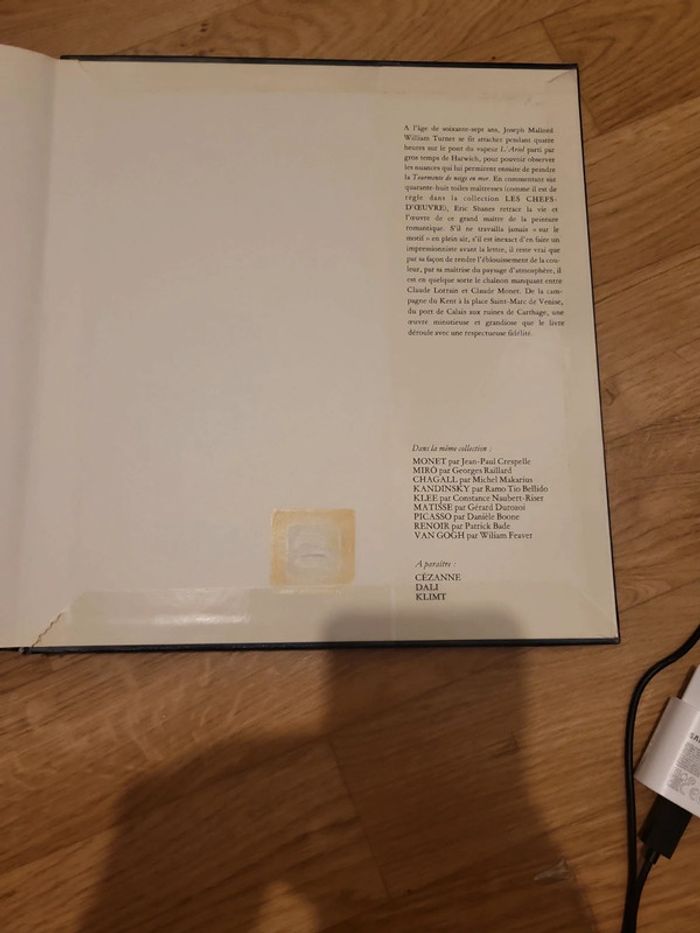 A l'âge de soixante-sept ans, Joseph Mallord
William Turner se fit attacher pendant quatre
heures sur le pont du vapeur L'Ariel parti par
gros temps de Harwich, pour pouvoir observer
les nuances qui lui permirent ensuite de peindre
la Tourmente de neige en mer. En commentant six
quarante-huit toiles maîtresses (comme il est de
règle dans la collection LES CHEFS-
D'ŒUVRE), Eric Shanes retrace la vie et
l'œuvre de ce grand maître de la peinture
romantique. S'il ne travailla jamais « sur le
motif » en plein air, s'il est inexact d'en faire un
impressionniste avant la lettre, il reste vrai que
par sa façon de rendre l'éblouissement de la cou-
leur, par sa maîtrise du paysage d'atmosphère, il
est en quelque sorte le chaînon manquant entre
Claude Lorrain et Claude Monet. De la cam-
pagne du Kent à la place Saint-Marc de Venise,
du port de Calais aux ruines de Carthage, une
œuvre minutieuse et grandiose que le livre
déroule avec une respectueuse fidélité.
Dans la même collection :
MONET par Jean-Paul Crespelle
MIRÓ par Georges Raillard
CHAGALL par Michel Makarius
KANDINSKY par Ramo Tio Bellido
KLEE par Constance Naubert-Riser
MATISSE par Gérard Durozoi
PICASSO par Danièle Boone
RENOIR par Patrick Bade
VAN GOGH par Wiliam Feaver
A paraître :
CÉZANNE
DALI
KLIMT